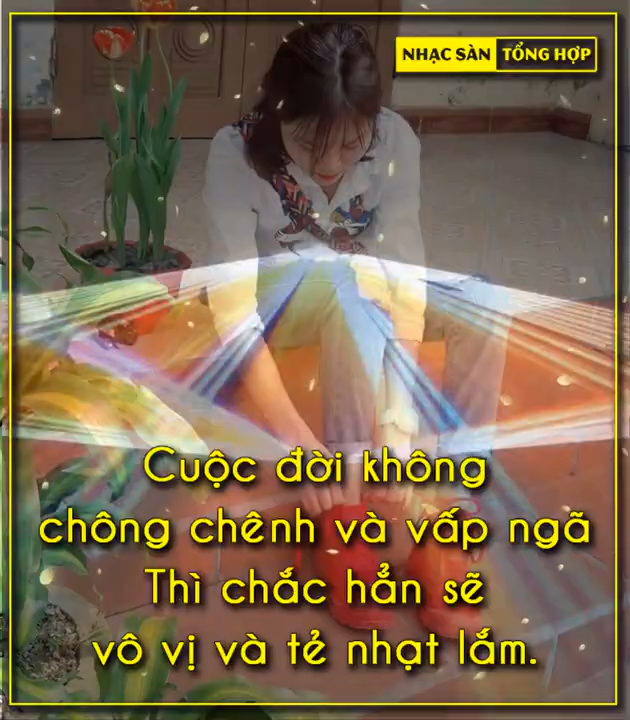 NHẠC SÀN TỔNG HỢP
Cuộc đời không
chông chênh và vấp ngã
Thì chắc hẳn sẽ
vô vị và tẻ nhạt lắm.